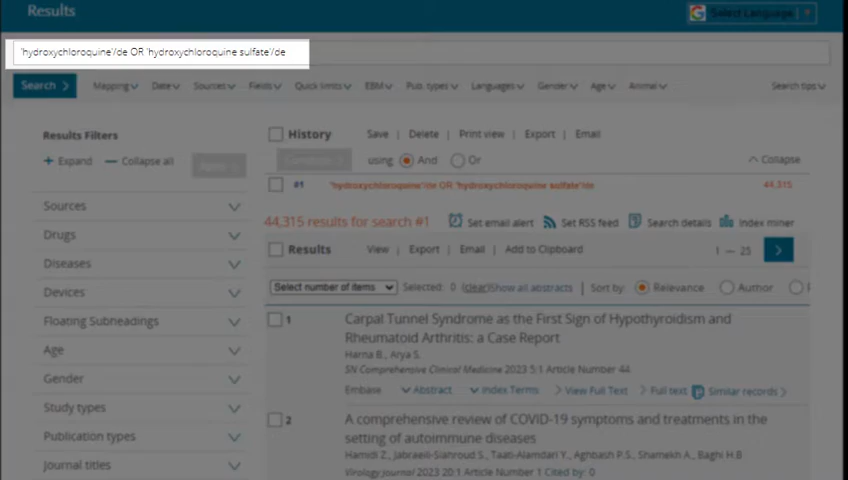 Results
Select Language
'hydroxychloroquine'/de OR 'hydroxychloroquine sulfate'/de
Search > Mapping Date Sources Fields Quick limits EBM Pub. types Languages Gender Age Animal Search tips
Results Filters
+ Expand — Collapse all Apply >
Sources
Drugs
Diseases
Devices
Floating Subheadings
Age
Gender
Study types
Publication types
Journal titles
History Save | Delete | Print view | Export | Email
Combine > using And Or Collapse
#1 'hydroxychloroquine'/de OR 'hydroxychloroquine sulfate'/de 44,315
44,315 results for search #1 Set email alert Set RSS feed Search details Index miner
Results View | Export | Email | Add to Clipboard 1 — 25 >
Select number of items Selected: 0 (clear) Show all abstracts | Sort by: Relevance Author
1 Carpal Tunnel Syndrome as the First Sign of Hypothyroidism and
Rheumatoid Arthritis: a Case Report
Harna B., Arya S.
SN Comprehensive Clinical Medicine 2023 5:1 Article Number 44
Embase Abstract Index Terms > View Full Text > Full text Similar records >
2 A comprehensive review of COVID-19 symptoms and treatments in the
setting of autoimmune diseases
Hamidi Z., Jabraeili-Siahroud S., Taati-Alamdari Y., Aghbash P.S., Shamekh A., Baghi H.B
Virology Journal 2023 20:1 Article Number 1 Cited by: 0